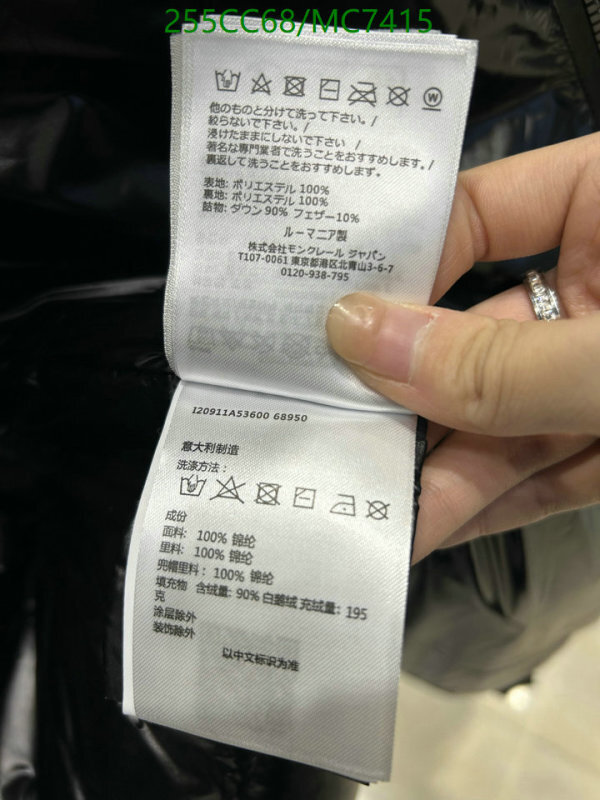 255CC68/MC7415
他のものと分けて洗って下さい。/
絞らないで下さい。/
浸けたままにしないで下さい /
著名な専門業者で洗うことをおすすめします。/
裏返して洗うことをおすすめします。
表地: ポリエステル 100%
裏地: ポリエステル 100%
詰物: ダウン 90% フェザー10%
ルーマニア製
株式会社モンクレール ジャパン
T107-0061 東京都港区北青山3-6-7
0120-938-795
I20911A53600 68950
意大利制造
洗涤方法：
成份
面料： 100% 锦纶
里料： 100% 锦纶
兜帽里料： 100% 锦纶
填充物 含绒量: 90% 白鹅绒 充绒量: 195
克
涂层除外
装饰除外
以中文标识为准